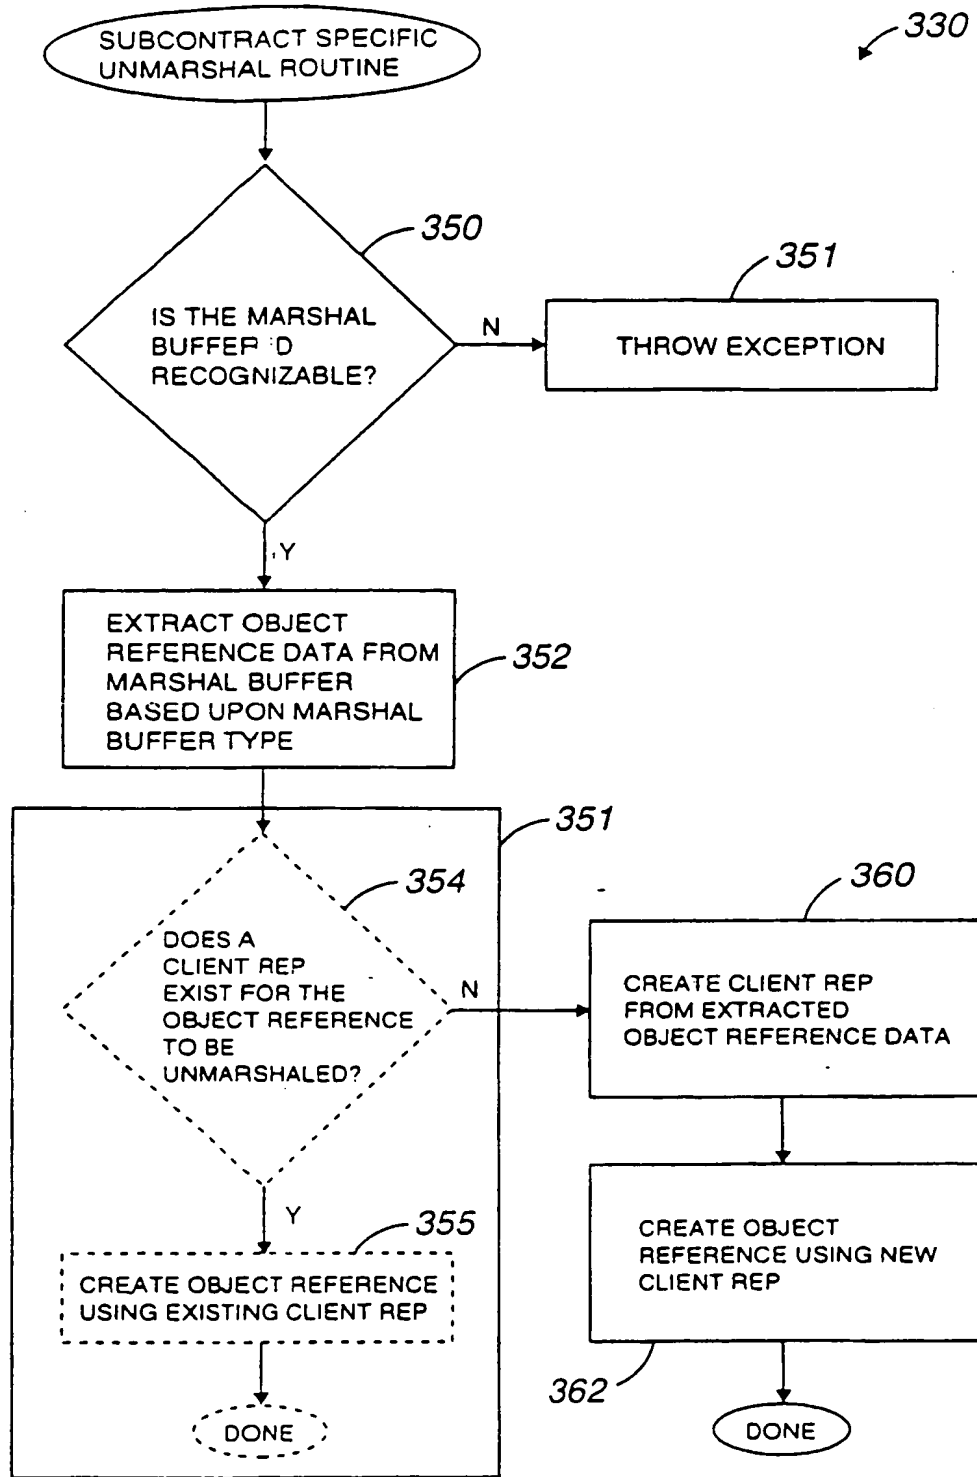 330
SUBCONTRACT SPECIFIC
UNMARSHAL ROUTINE
350
IS THE MARSHAL
BUFFER :D
RECOGNIZABLE?
N
351
THROW EXCEPTION
Y
EXTRACT OBJECT
REFERENCE DATA FROM
MARSHAL BUFFER
BASED UPON MARSHAL
BUFFER TYPE
352
351
354
DOES A
CLIENT REP
EXIST FOR THE
OBJECT REFERENCE
TO BE
UNMARSHALED?
N
360
CREATE CLIENT REP
FROM EXTRACTED
OBJECT REFERENCE DATA
Y
355
CREATE OBJECT REFERENCE
USING EXISTING CLIENT REP
DONE
CREATE OBJECT
REFERENCE USING NEW
CLIENT REP
362
DONE